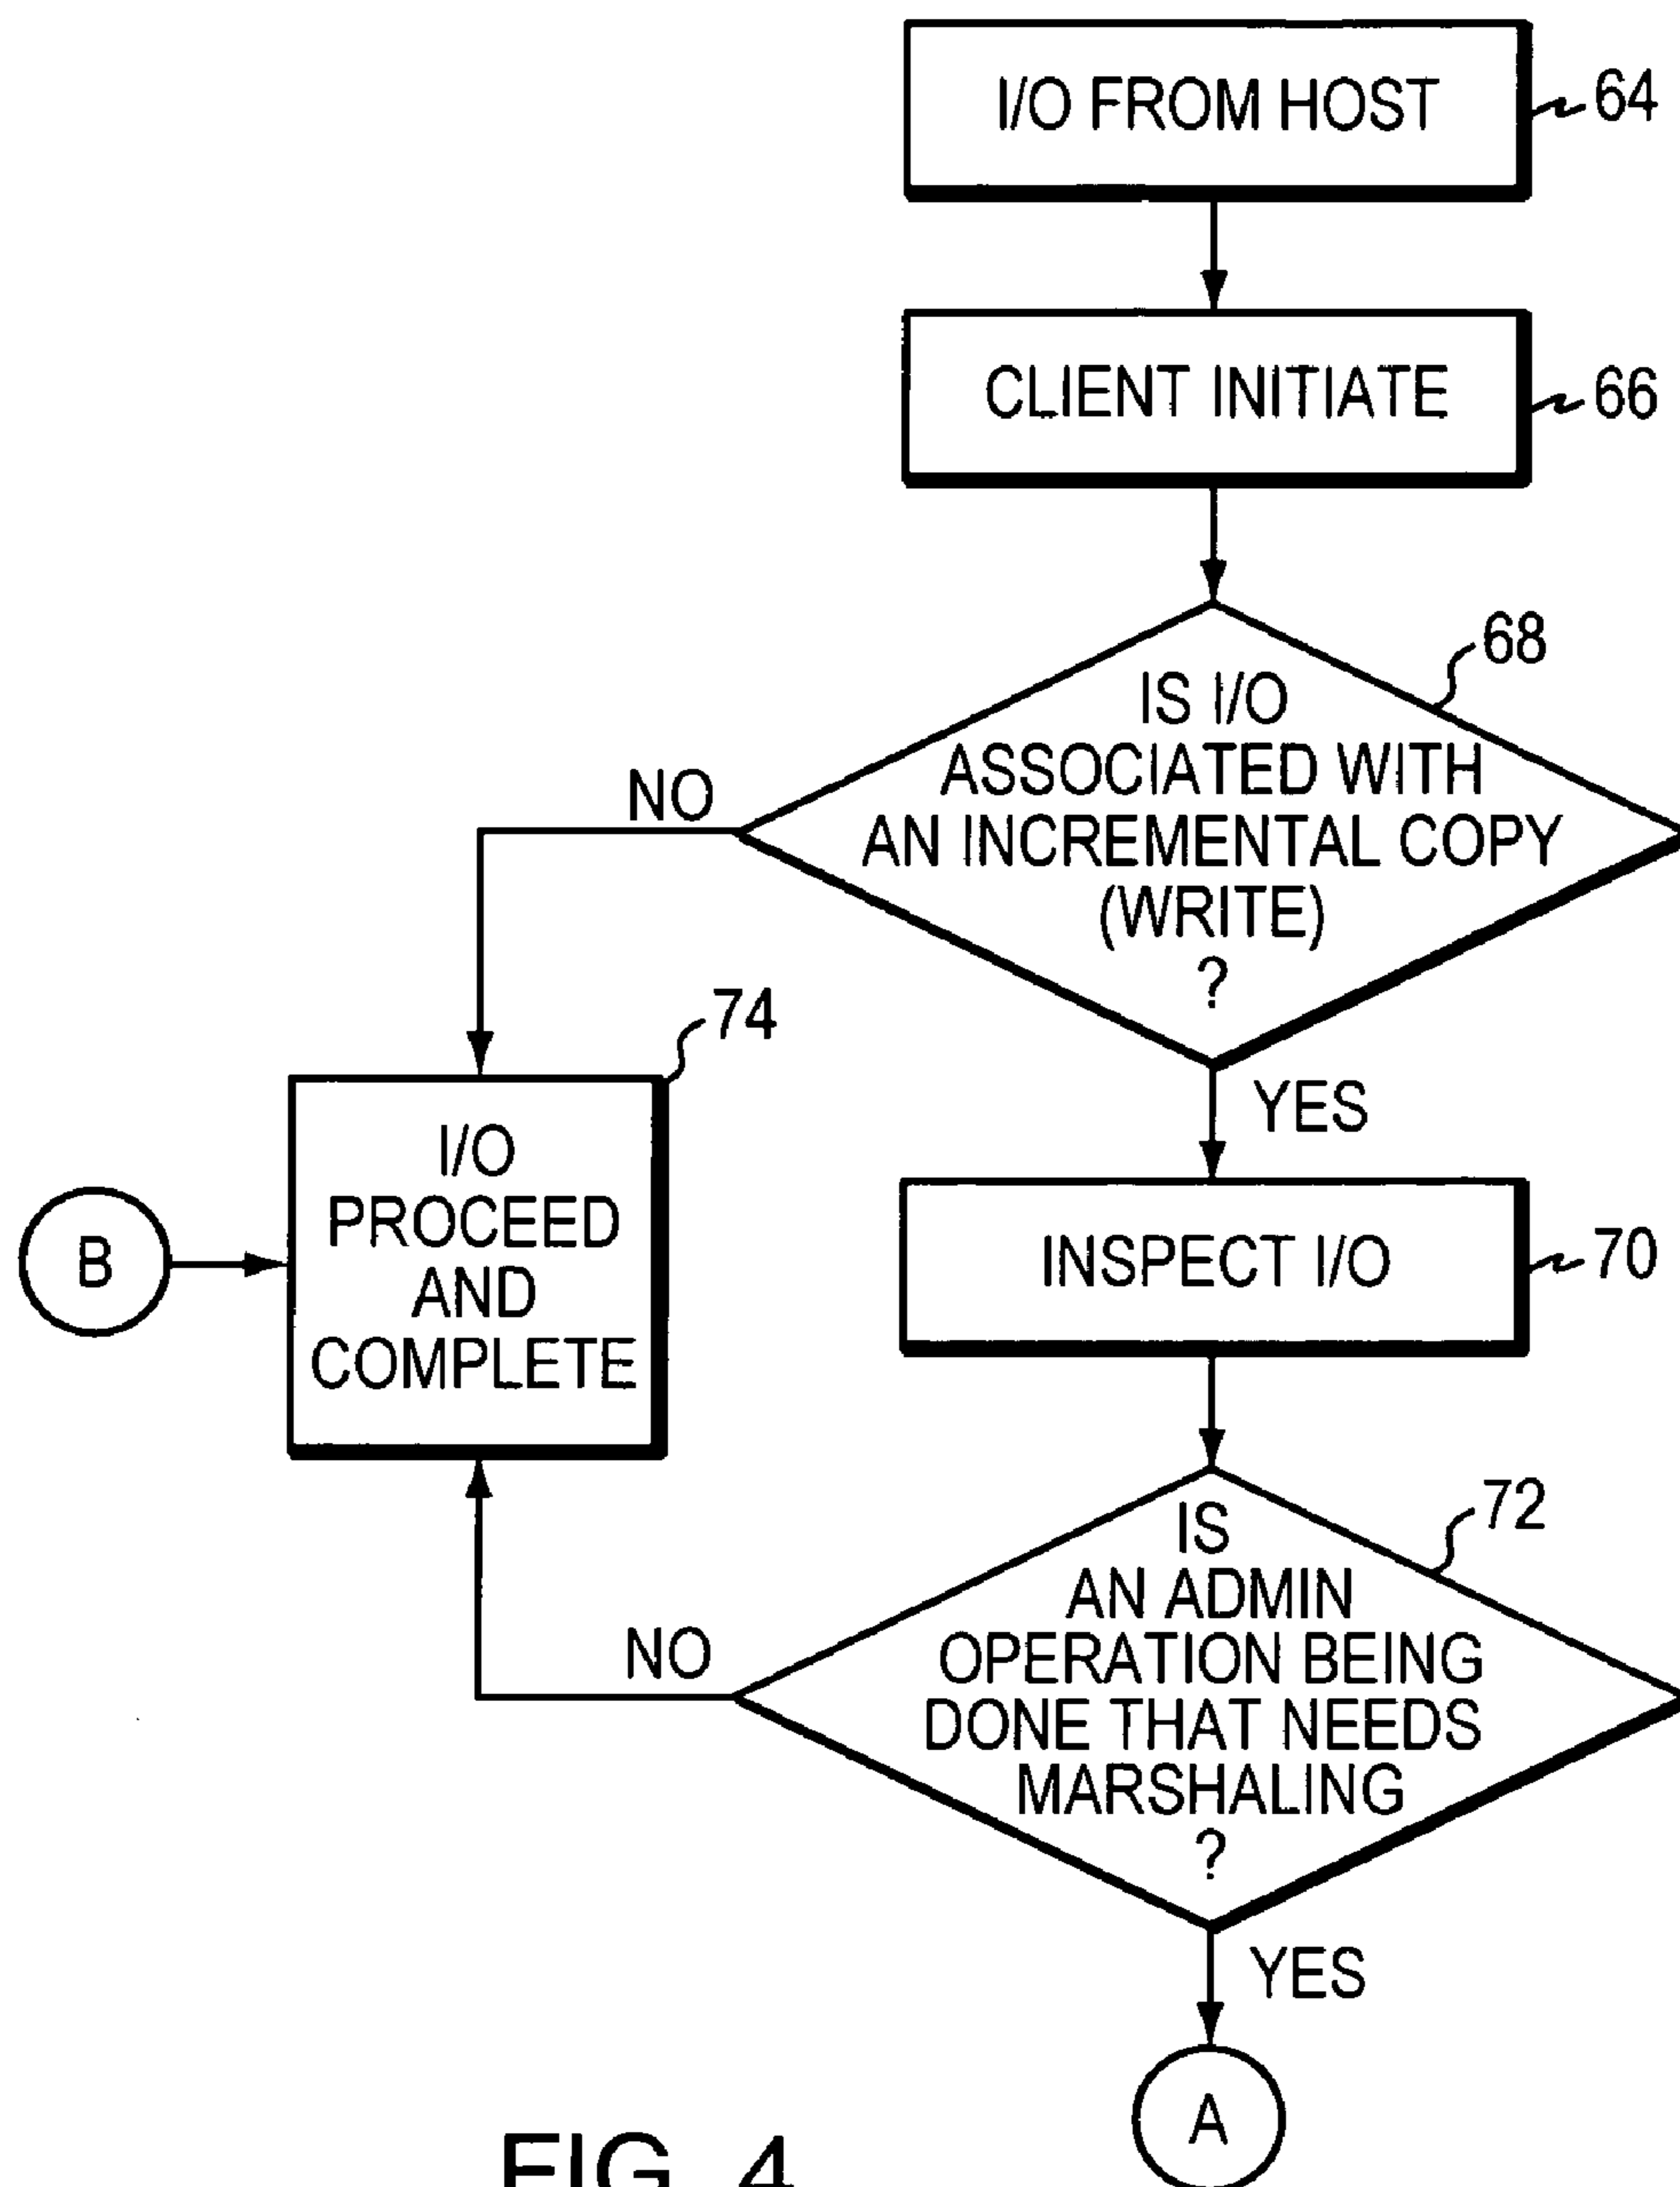 I/O FROM HOST
64
CLIENT INITIATE
66
68
IS I/O
ASSOCIATED WITH
AN INCREMENTAL COPY
(WRITE)
?
NO
YES
74
I/O
PROCEED
AND
COMPLETE
B
INSPECT I/O
70
72
IS
AN ADMIN
OPERATION BEING
DONE THAT NEEDS
MARSHALING
?
NO
YES
A
FIG. 4